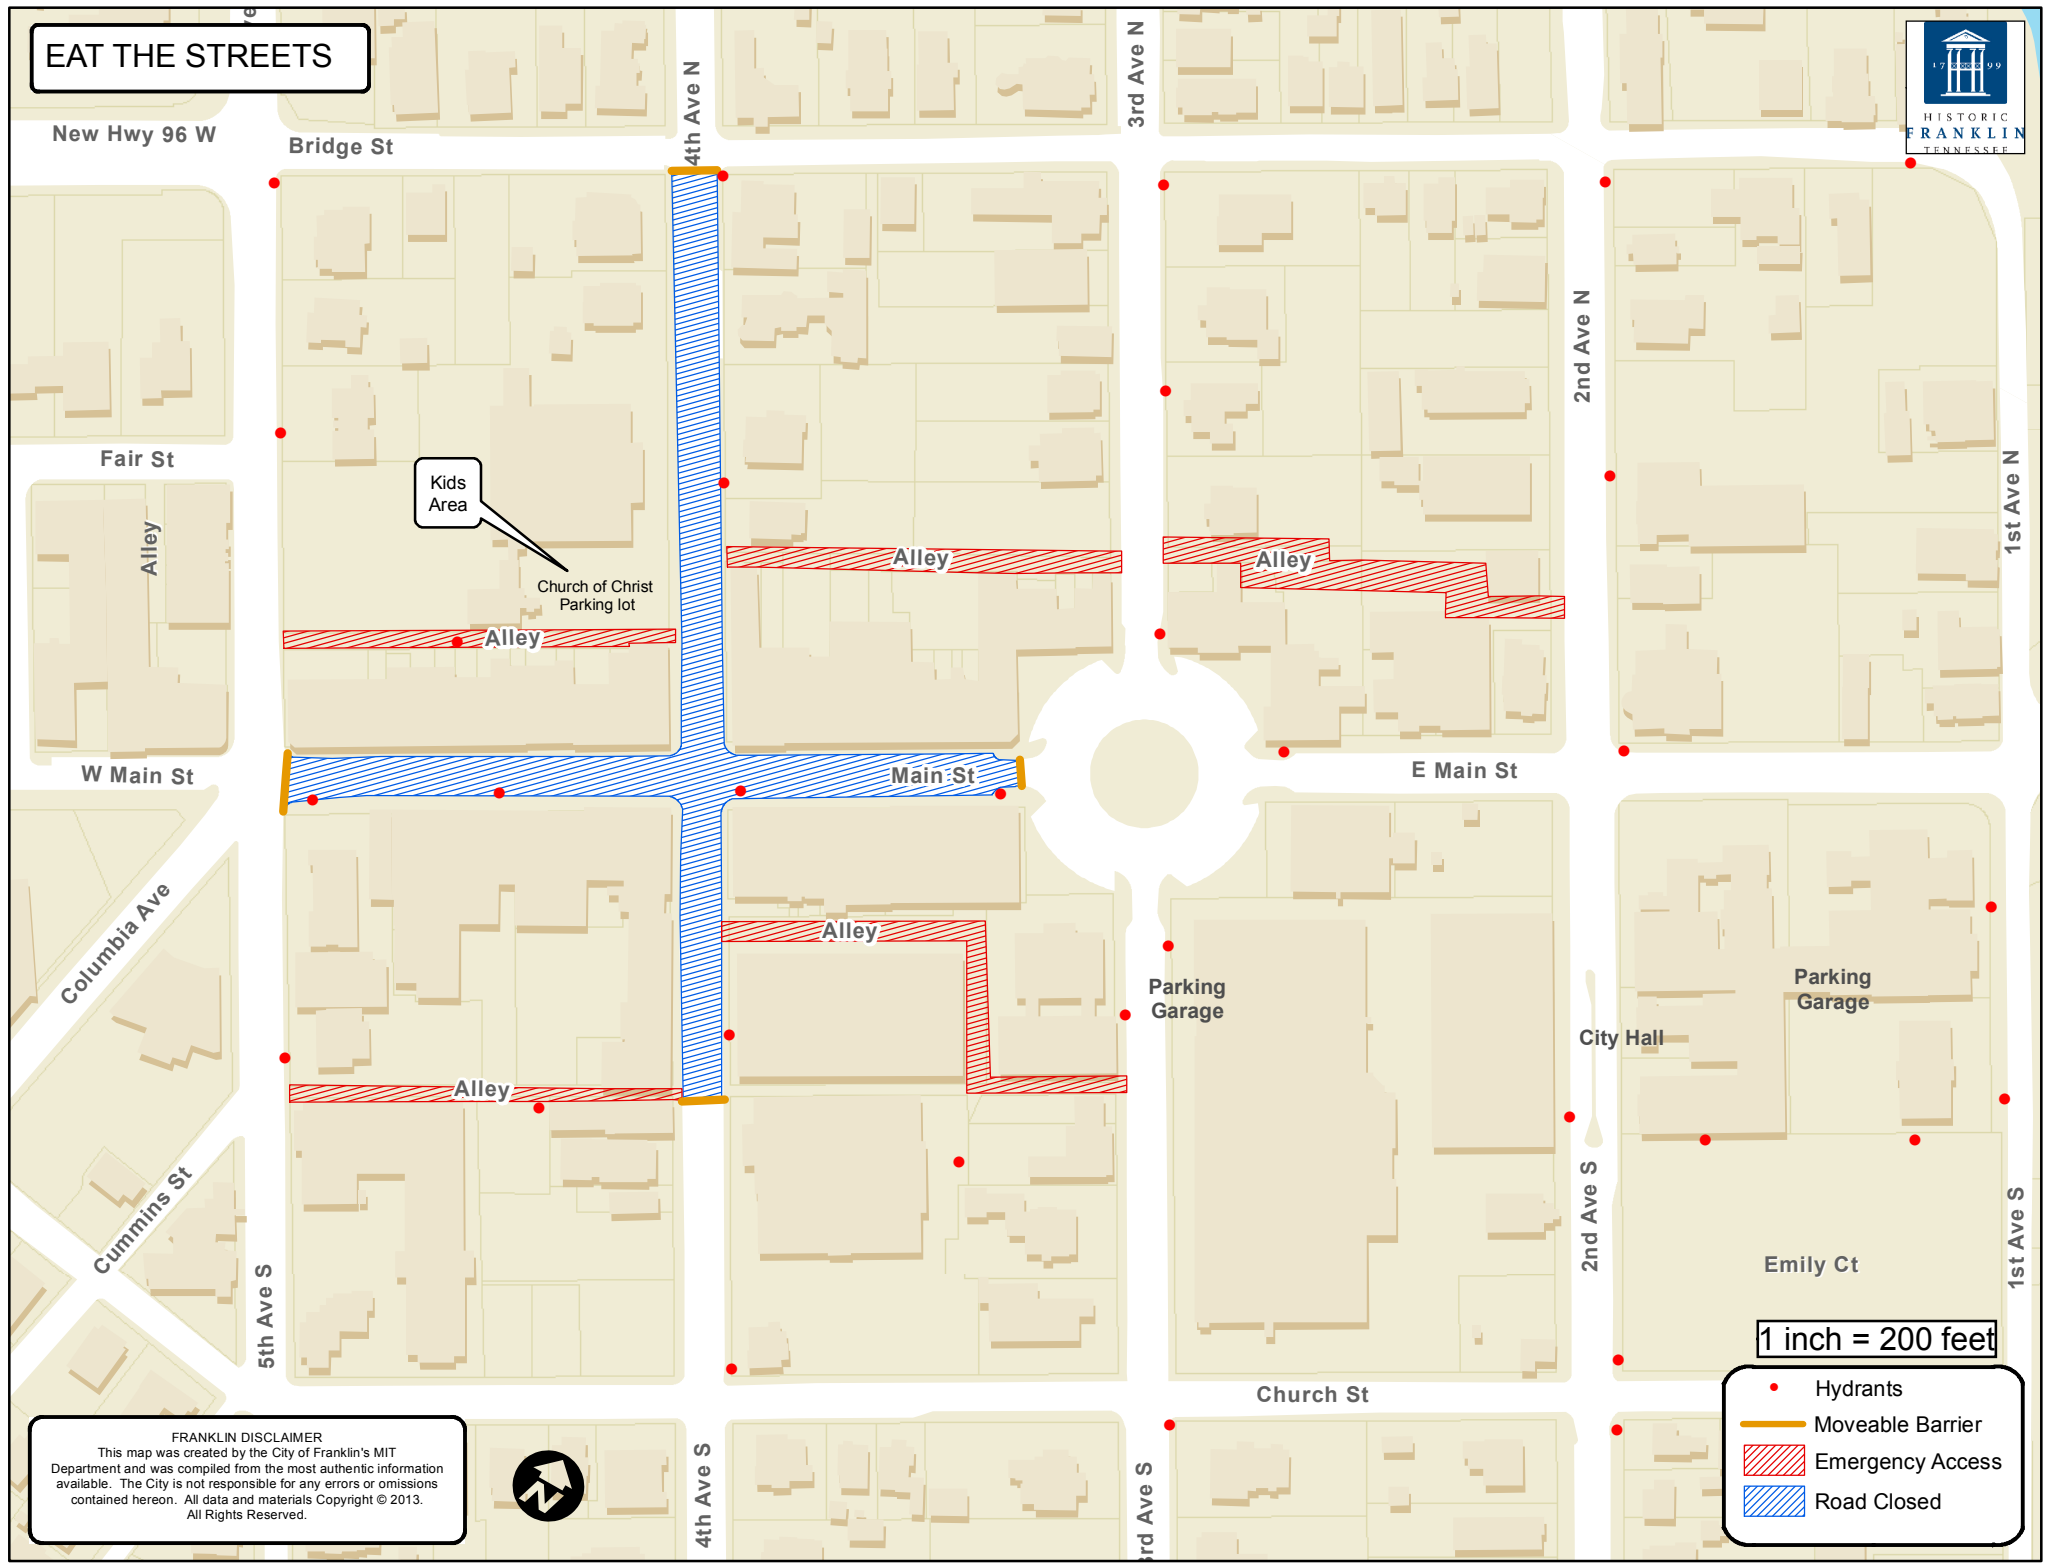 EAT THE STREETS
New Hwy 96 W
Bridge St
4th Ave N
3rd Ave N
17 99
HISTORIC
FRANKLIN
TENNESSEE
2nd Ave N
1st Ave N
Fair St
Alley
Kids
Area
Church of Christ
Parking lot
Alley
Alley
Alley
W Main St
Main St
E Main St
Columbia Ave
Alley
Parking
Garage
Parking
Garage
City Hall
Alley
Cummins St
2nd Ave S
1st Ave S
5th Ave S
Emily Ct
1 inch = 200 feet
Church St
4th Ave S
3rd Ave S
Hydrants
Moveable Barrier
Emergency Access
Road Closed
FRANKLIN DISCLAIMER
This map was created by the City of Franklin's MIT
Department and was compiled from the most authentic information
available. The City is not responsible for any errors or omissions
contained hereon. All data and materials Copyright © 2013.
All Rights Reserved.
N